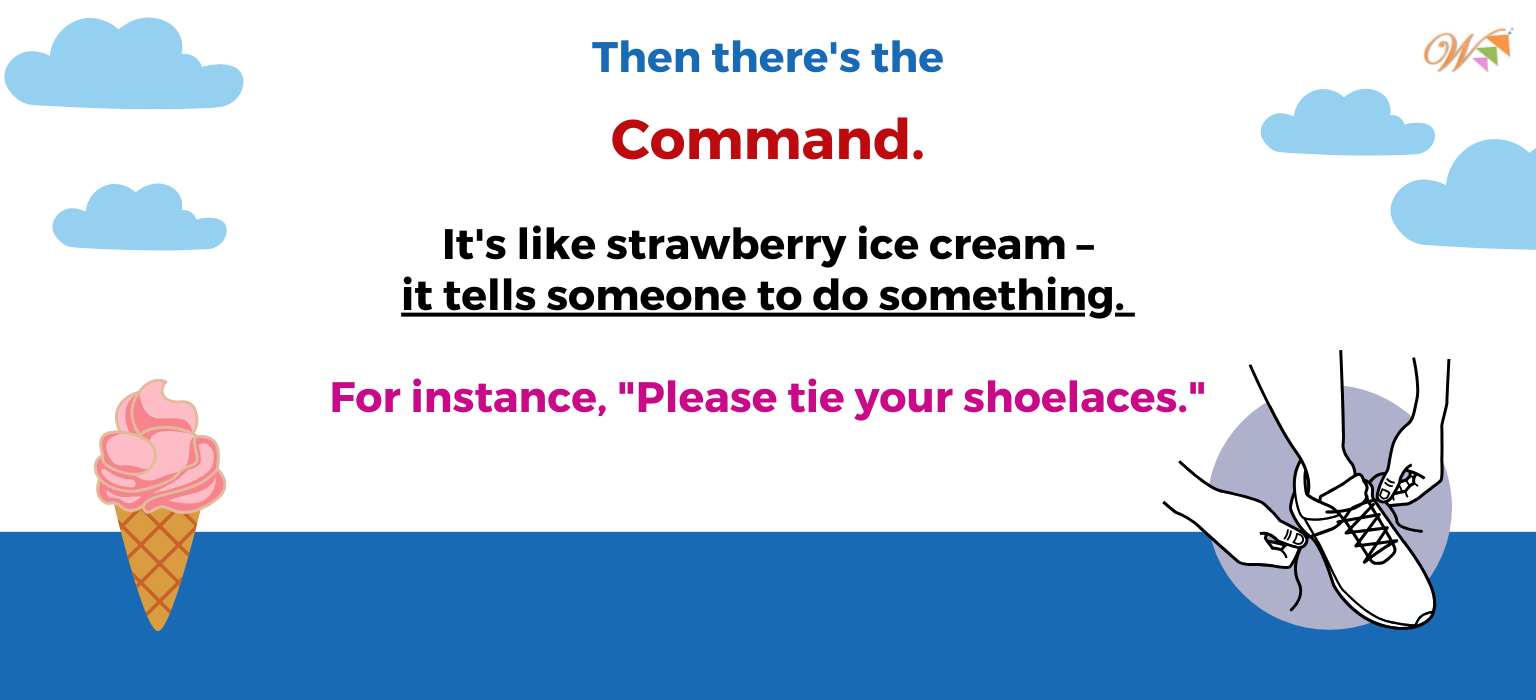 Then there's the
Command.
It's like strawberry ice cream –
it tells someone to do something.
For instance, "Please tie your shoelaces."
W